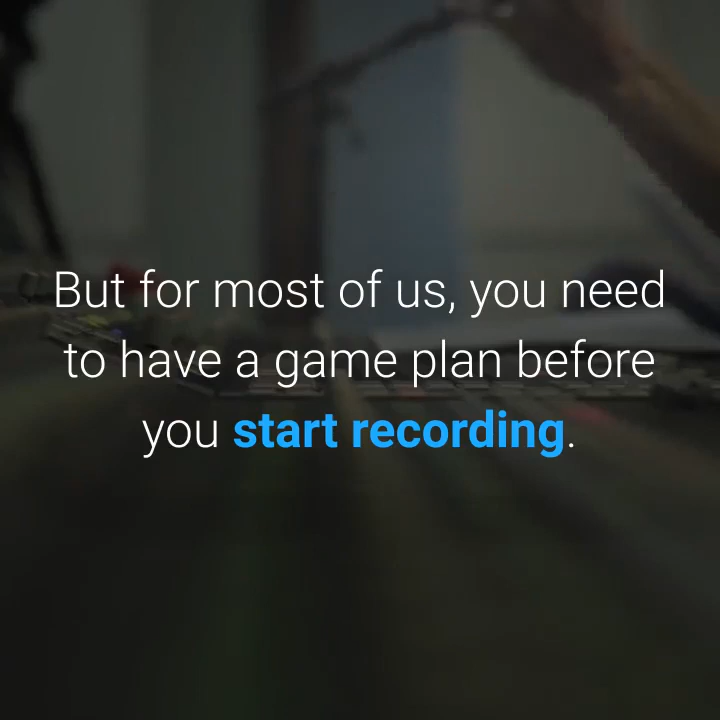 But for most of us, you need
to have a game plan before
you start recording.